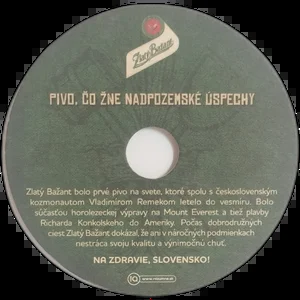 Zlatý Bažant
PIVO, ČO ŽNE NADPOZEMSKÉ ÚSPECHY
Zlatý Bažant bolo prvé pivo na svete, ktoré spolu s československým
kozmonautom Vladimírom Remekom letelo do vesmíru. Bolo
súčasťou horolezeckej výpravy na Mount Everest a tiež plavby
Richarda Konkolského do Ameriky. Počas dobrodružných
ciest Zlatý Bažant dokázal, že ani v náročných podmienkach
nestráca svoju kvalitu a výnimočnú chuť.
NA ZDRAVIE, SLOVENSKO!